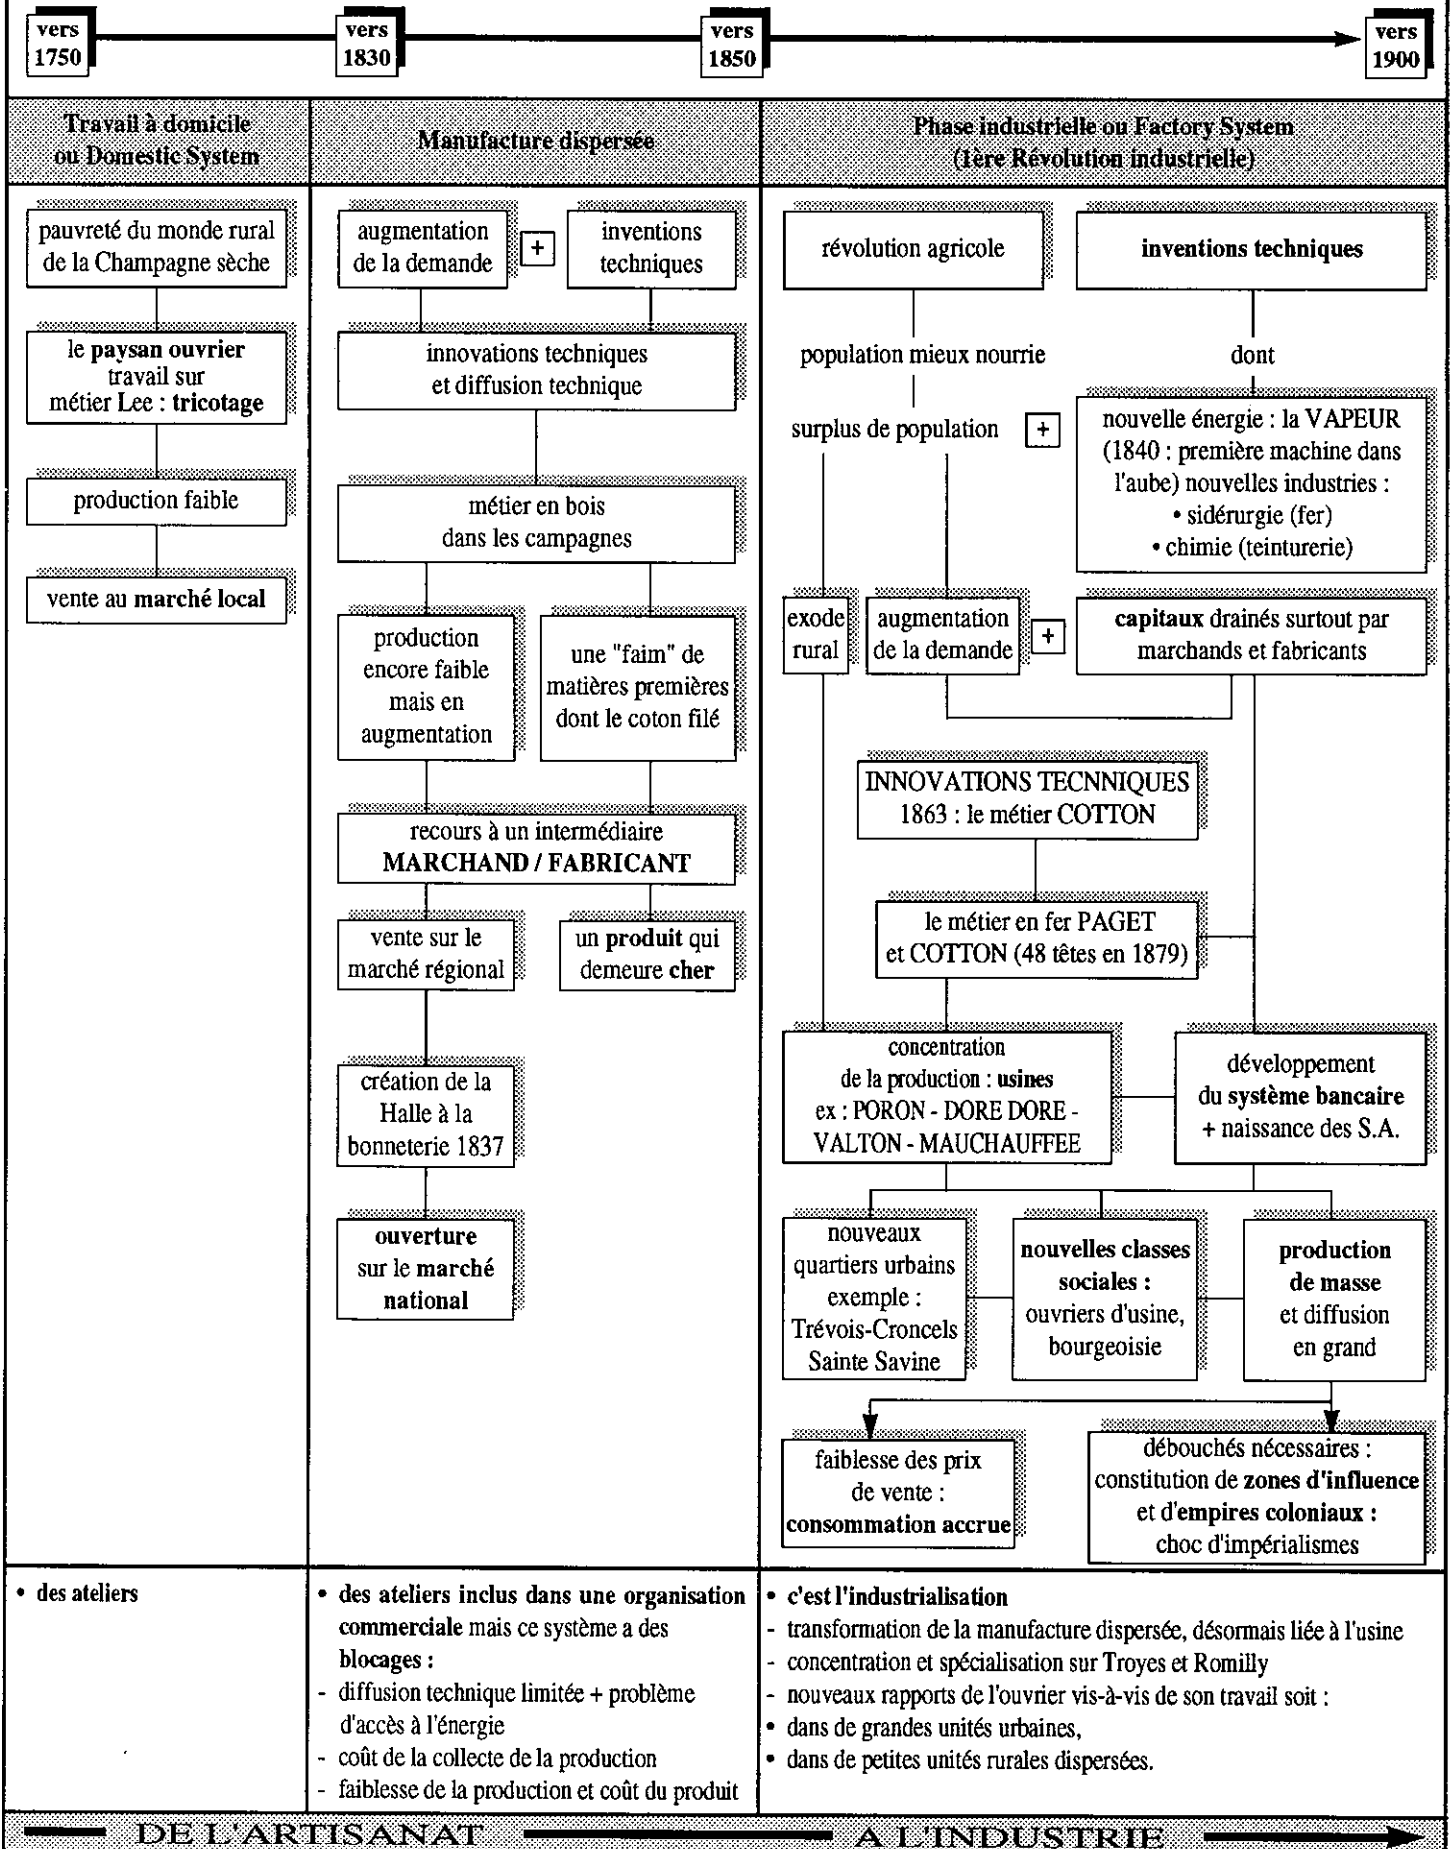 vers
1750
vers
1830
vers
1850
vers
1900
Travail à domicile
ou Domestic System
Manufacture dispersée
Phase industrielle ou Factory System
(1ère Révolution industrielle)
pauvreté du monde rural
de la Champagne sèche
le paysan ouvrier
travail sur
métier Lee : tricotage
production faible
vente au marché local
augmentation
de la demande
+
inventions
techniques
innovations techniques
et diffusion technique
métier en bois
dans les campagnes
production
encore faible
mais en
augmentation
une "faim" de
matières premières
dont le coton filé
recours à un intermédiaire
MARCHAND / FABRICANT
vente sur le
marché régional
un produit qui
demeure cher
création de la
Halle à la
bonneterie 1837
ouverture
sur le marché
national
révolution agricole
inventions techniques
population mieux nourrie
dont
surplus de population
+
nouvelle énergie : la VAPEUR
(1840 : première machine dans
l'aube) nouvelles industries :
• sidérurgie (fer)
• chimie (teinturerie)
exode
rural
augmentation
de la demande
+
capitaux drainés surtout par
marchands et fabricants
INNOVATIONS TECNNIQUES
1863 : le métier COTTON
le métier en fer PAGET
et COTTON (48 têtes en 1879)
concentration
de la production : usines
ex : PORON - DORE DORE -
VALTON - MAUCHAUFFEE
développement
du système bancaire
+ naissance des S.A.
nouveaux
quartiers urbains
exemple :
Trévois-Croncels
Sainte Savine
nouvelles classes
sociales :
ouvriers d'usine,
bourgeoisie
production
de masse
et diffusion
en grand
faiblesse des prix
de vente :
consommation accrue
débouchés nécessaires :
constitution de zones d'influence
et d'empires coloniaux :
choc d'impérialismes
• des ateliers
• des ateliers inclus dans une organisation
commerciale mais ce système a des
blocages :
- diffusion technique limitée + problème
d'accès à l'énergie
- coût de la collecte de la production
- faiblesse de la production et coût du produit
• c'est l'industrialisation
- transformation de la manufacture dispersée, désormais liée à l'usine
- concentration et spécialisation sur Troyes et Romilly
- nouveaux rapports de l'ouvrier vis-à-vis de son travail soit :
• dans de grandes unités urbaines,
• dans de petites unités rurales dispersées.
DE L'ARTISANAT A L'INDUSTRIE